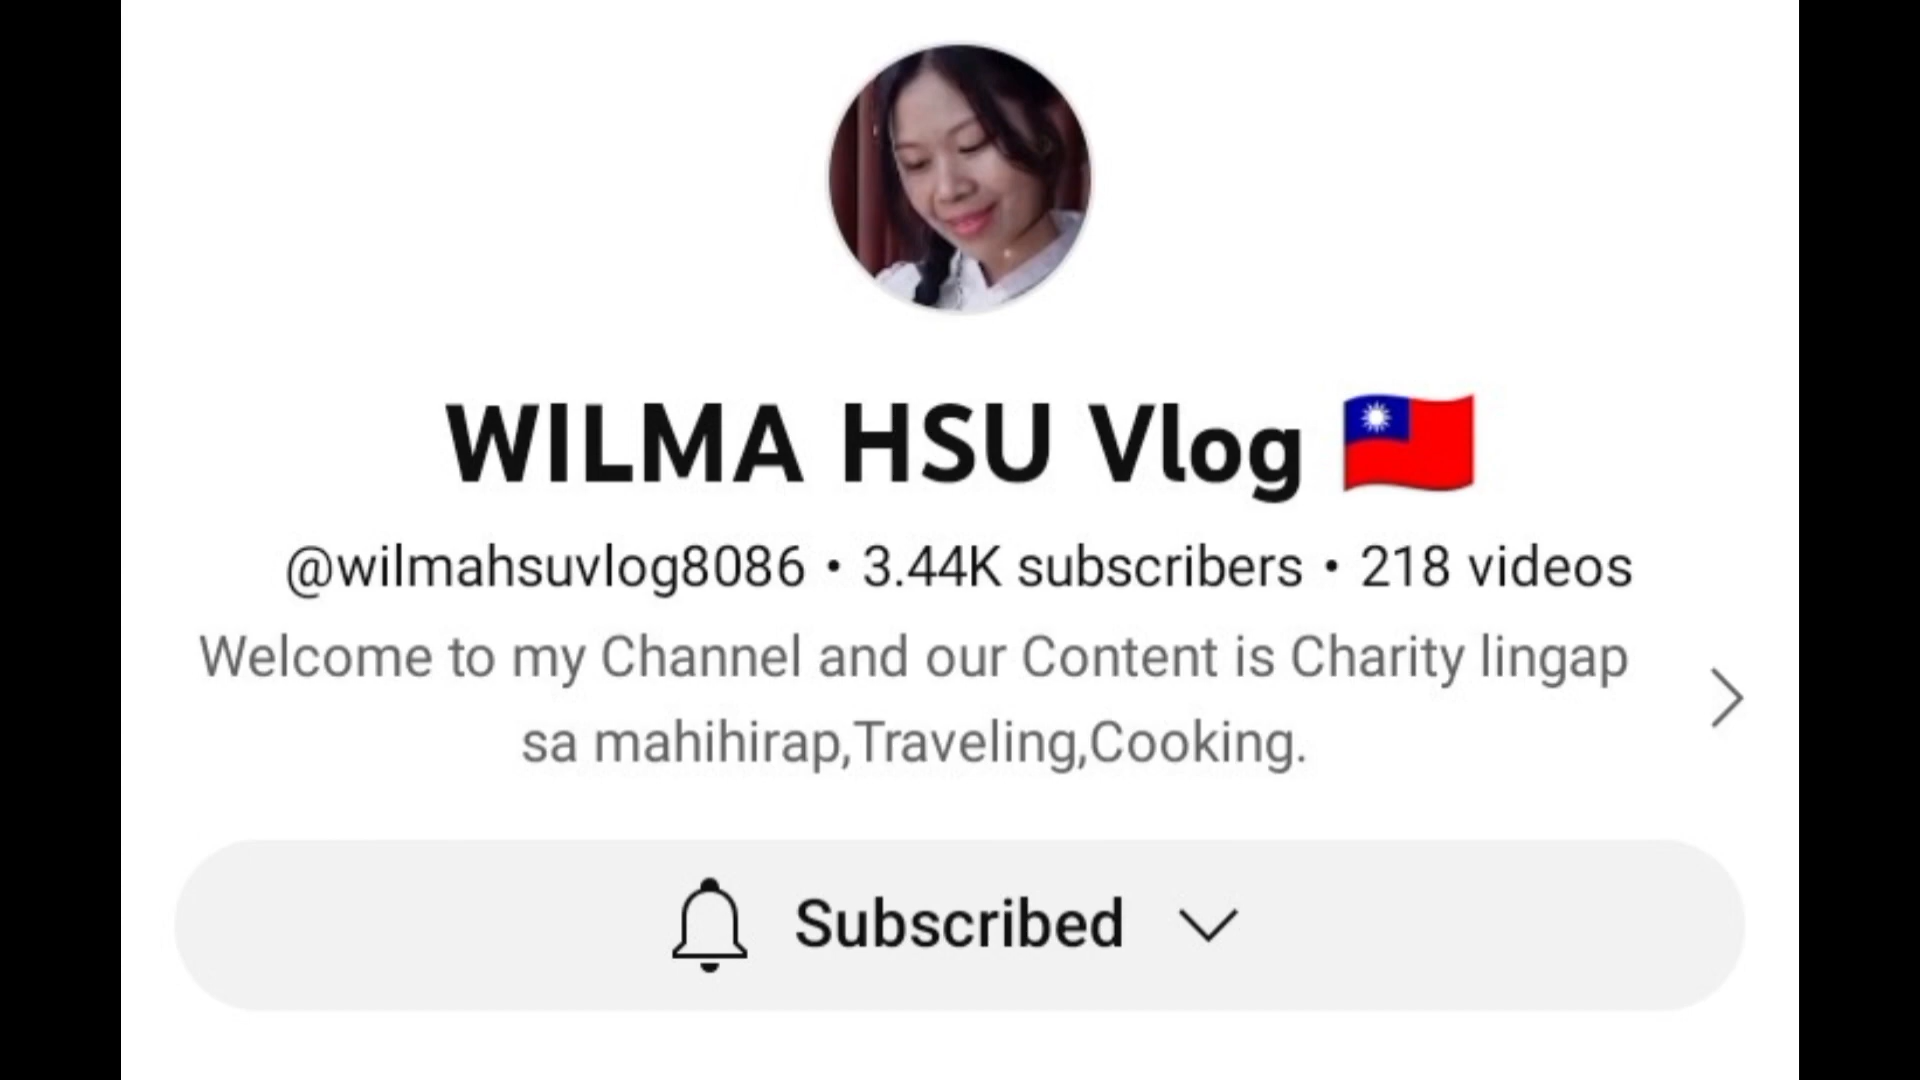 WILMA HSU Vlog 🇹🇼
@wilmahsuvlog8086 • 3.44K subscribers • 218 videos
Welcome to my Channel and our Content is Charity lingap
sa mahihirap,Traveling,Cooking.
Subscribed